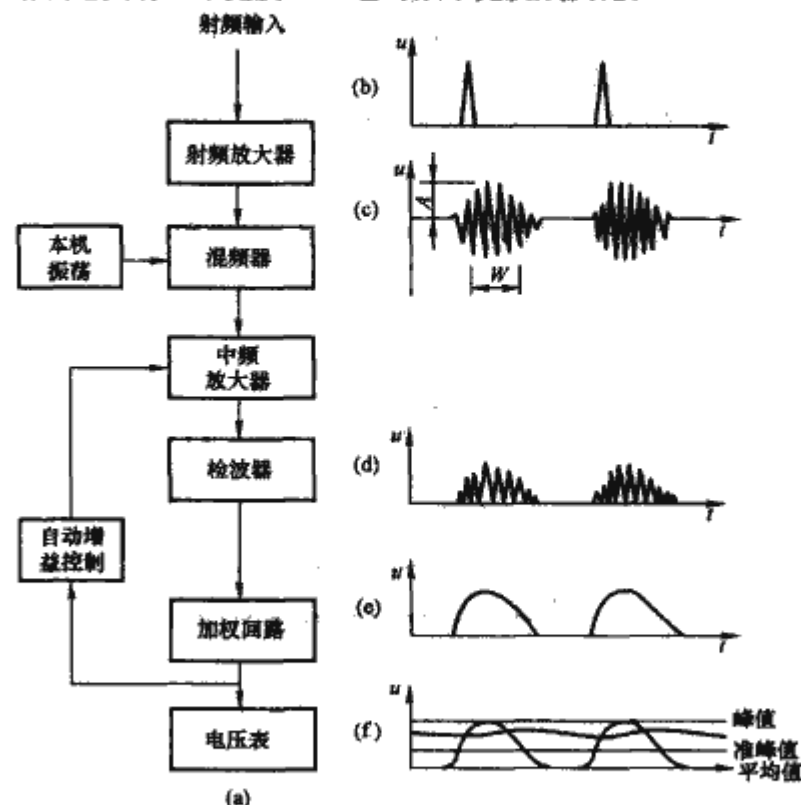 射频输入
射频放大器
本机
振荡
混频器
中频
放大器
检波器
自动增
益控制
加权回路
电压表
(a)
(b)
u
t
(c)
u
A
W
t
(d)
u
t
(e)
u
t
(f)
u
峰值
准峰值
平均值